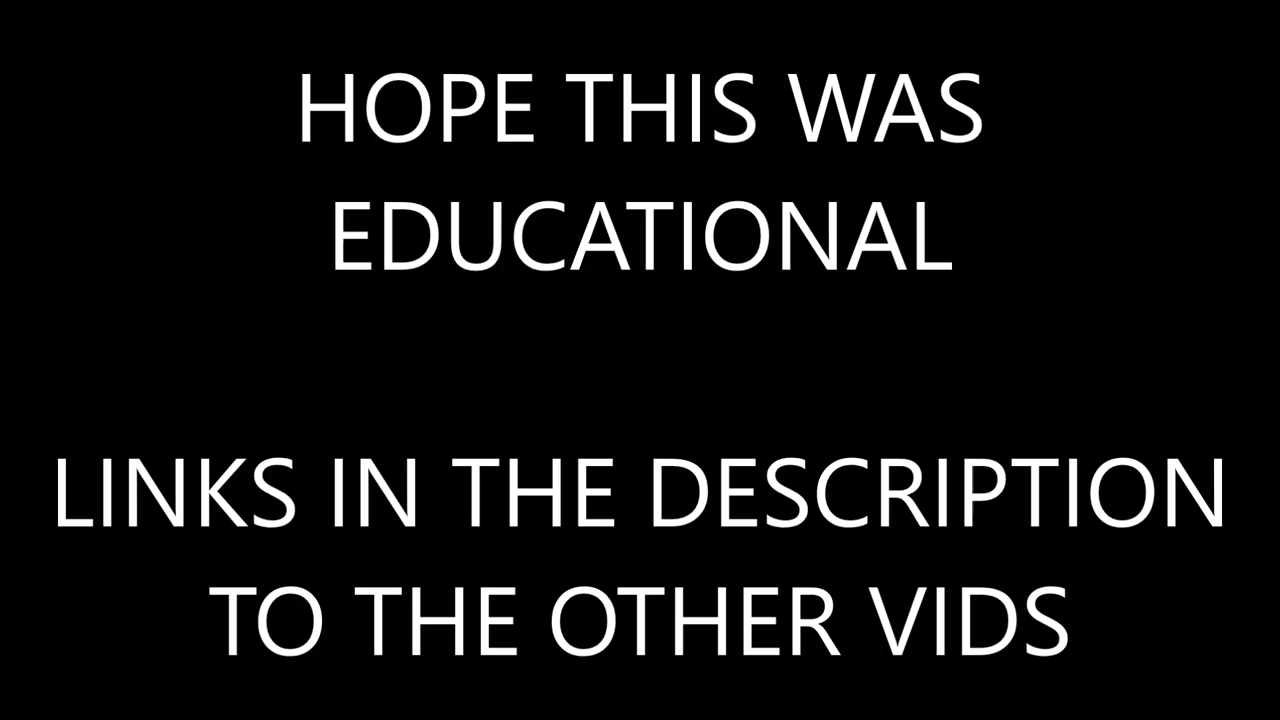 HOPE THIS WAS
EDUCATIONAL
LINKS IN THE DESCRIPTION
TO THE OTHER VIDS